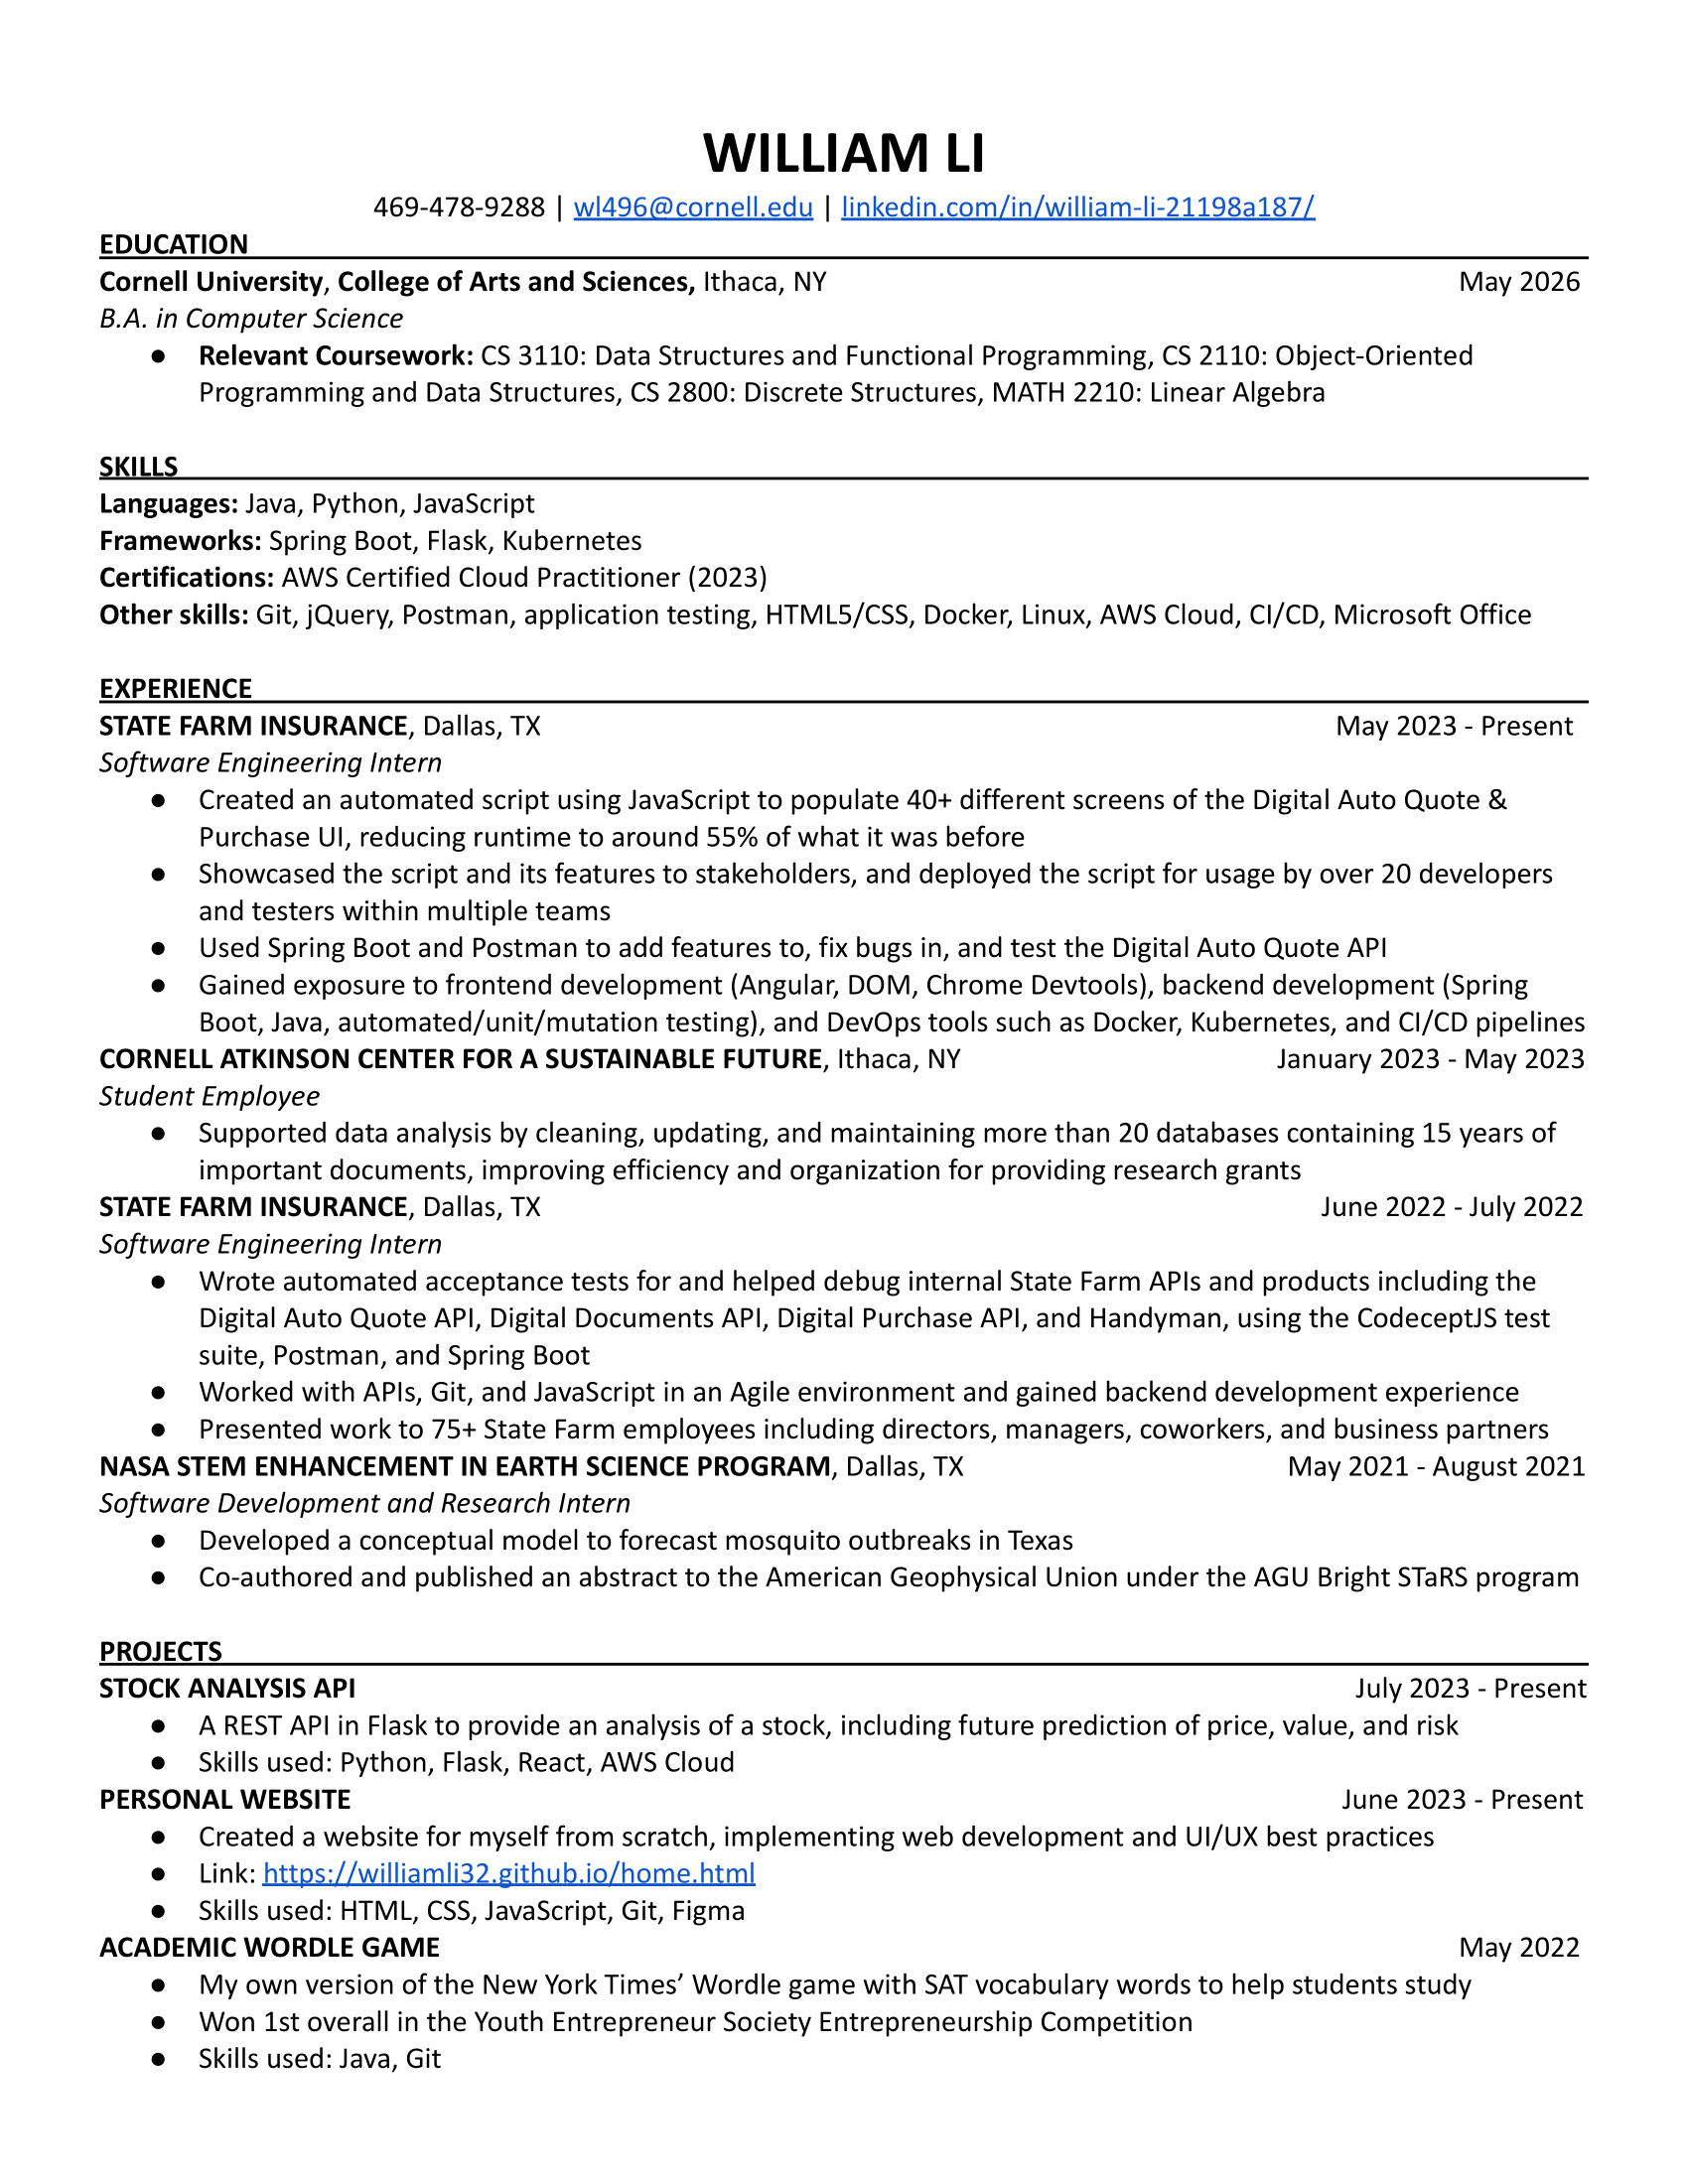 WILLIAM LI
469-478-9288 | wl496@cornell.edu | linkedin.com/in/william-li-21198a187/
EDUCATION
Cornell University, College of Arts and Sciences, Ithaca, NY May 2026
B.A. in Computer Science
● Relevant Coursework: CS 3110: Data Structures and Functional Programming, CS 2110: Object-Oriented
Programming and Data Structures, CS 2800: Discrete Structures, MATH 2210: Linear Algebra
SKILLS
Languages: Java, Python, JavaScript
Frameworks: Spring Boot, Flask, Kubernetes
Certifications: AWS Certified Cloud Practitioner (2023)
Other skills: Git, jQuery, Postman, application testing, HTML5/CSS, Docker, Linux, AWS Cloud, CI/CD, Microsoft Office
EXPERIENCE
STATE FARM INSURANCE, Dallas, TX May 2023 - Present
Software Engineering Intern
● Created an automated script using JavaScript to populate 40+ different screens of the Digital Auto Quote &
Purchase UI, reducing runtime to around 55% of what it was before
● Showcased the script and its features to stakeholders, and deployed the script for usage by over 20 developers
and testers within multiple teams
● Used Spring Boot and Postman to add features to, fix bugs in, and test the Digital Auto Quote API
● Gained exposure to frontend development (Angular, DOM, Chrome Devtools), backend development (Spring
Boot, Java, automated/unit/mutation testing), and DevOps tools such as Docker, Kubernetes, and CI/CD pipelines
CORNELL ATKINSON CENTER FOR A SUSTAINABLE FUTURE, Ithaca, NY January 2023 - May 2023
Student Employee
● Supported data analysis by cleaning, updating, and maintaining more than 20 databases containing 15 years of
important documents, improving efficiency and organization for providing research grants
STATE FARM INSURANCE, Dallas, TX June 2022 - July 2022
Software Engineering Intern
● Wrote automated acceptance tests for and helped debug internal State Farm APIs and products including the
Digital Auto Quote API, Digital Documents API, Digital Purchase API, and Handyman, using the CodeceptJS test
suite, Postman, and Spring Boot
● Worked with APIs, Git, and JavaScript in an Agile environment and gained backend development experience
● Presented work to 75+ State Farm employees including directors, managers, coworkers, and business partners
NASA STEM ENHANCEMENT IN EARTH SCIENCE PROGRAM, Dallas, TX May 2021 - August 2021
Software Development and Research Intern
● Developed a conceptual model to forecast mosquito outbreaks in Texas
● Co-authored and published an abstract to the American Geophysical Union under the AGU Bright STaRS program
PROJECTS
STOCK ANALYSIS API July 2023 - Present
● A REST API in Flask to provide an analysis of a stock, including future prediction of price, value, and risk
● Skills used: Python, Flask, React, AWS Cloud
PERSONAL WEBSITE June 2023 - Present
● Created a website for myself from scratch, implementing web development and UI/UX best practices
● Link: https://williamli32.github.io/home.html
● Skills used: HTML, CSS, JavaScript, Git, Figma
ACADEMIC WORDLE GAME May 2022
● My own version of the New York Times’ Wordle game with SAT vocabulary words to help students study
● Won 1st overall in the Youth Entrepreneur Society Entrepreneurship Competition
● Skills used: Java, Git